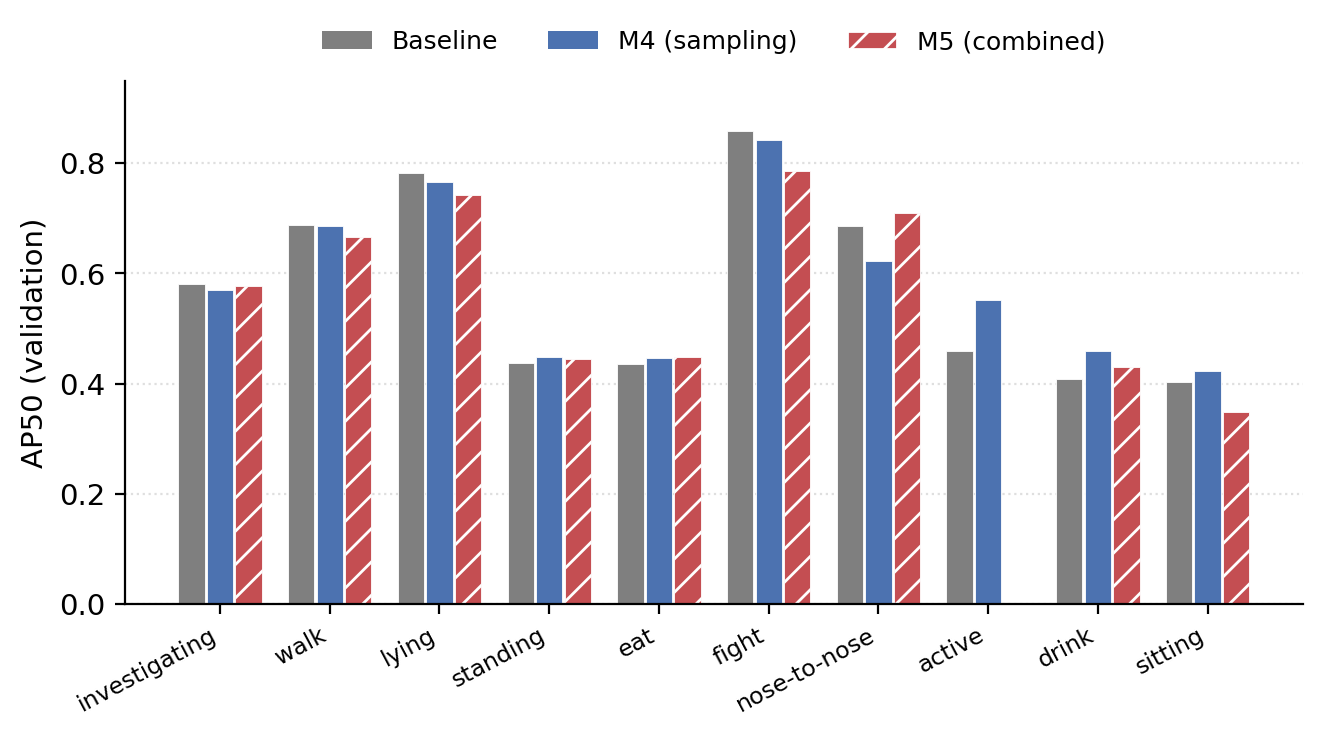 Baseline M4 (sampling) M5 (combined)
AP50 (validation)
0.8
0.6
0.4
0.2
0.0
investigating walk lying standing eat fight nose-to-nose active drink sitting